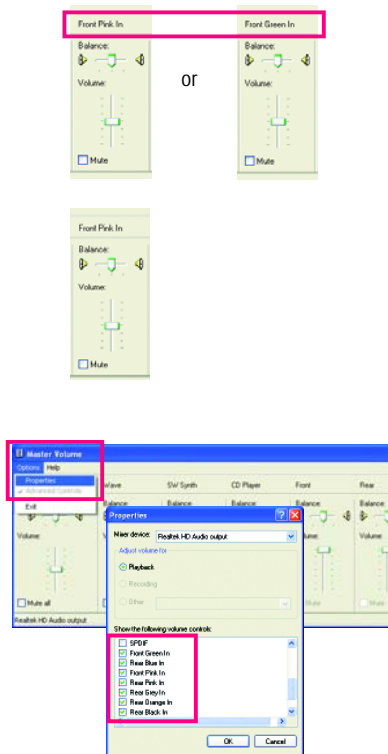 Front Pink In
Front Green In
Balance:
Balance:
or
Volume:
Volume:
Mute
Mute
Front Pink In
Balance:
Volume:
Mute
Master Volume
Options Help
Properties
Advanced Controls
Exit
Wave
SW Synth
CD Player
Front
Rear
Balance:
Balance:
Balance:
Balance:
Balance:
Volume:
Mute all
Mute
Mute
Realtek HD Audio output
Properties
Mixer device: Realtek HD Audio output
Adjust volume for
Playback
Recording
Other
Show the following volume controls:
SPDIF
Front Green In
Rear Blue In
Front Pink In
Rear Pink In
Rear Grey In
Rear Orange In
Rear Black In
OK
Cancel